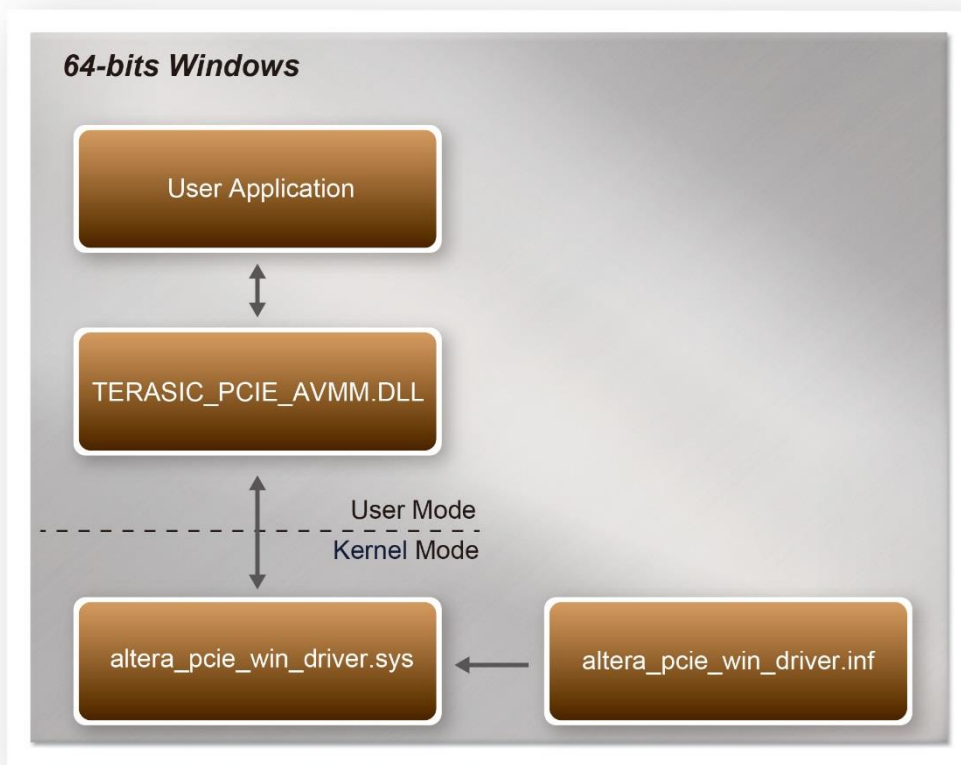 64-bits Windows
User Application
TERASIC_PCIE_AVMM.DLL
User Mode
Kernel Mode
altera_pcie_win_driver.sys
altera_pcie_win_driver.inf